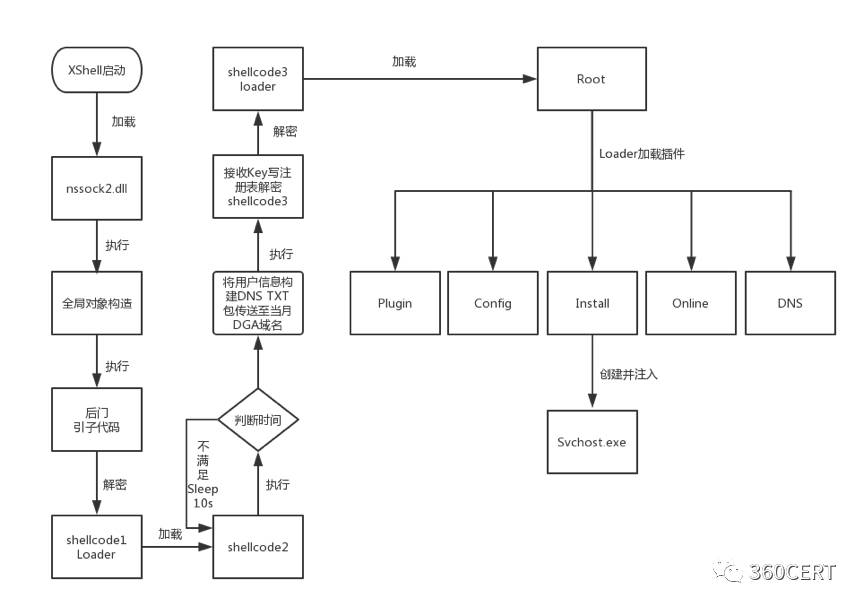 XShell启动
加载
nssock2.dll
执行
全局对象构造
执行
后门
引子代码
解密
shellcode1
Loader
加载
shellcode2
执行
判断时间
不
满
足
Sleep
10s
将用户信息构
建DNS TXT
包传送至当月
DGA域名
执行
接收Key写注
册表解密
shellcode3
解密
shellcode3
loader
加载
Root
Loader加载插件
Plugin
Config
Install
Online
DNS
创建并注入
Svchost.exe
360CERT